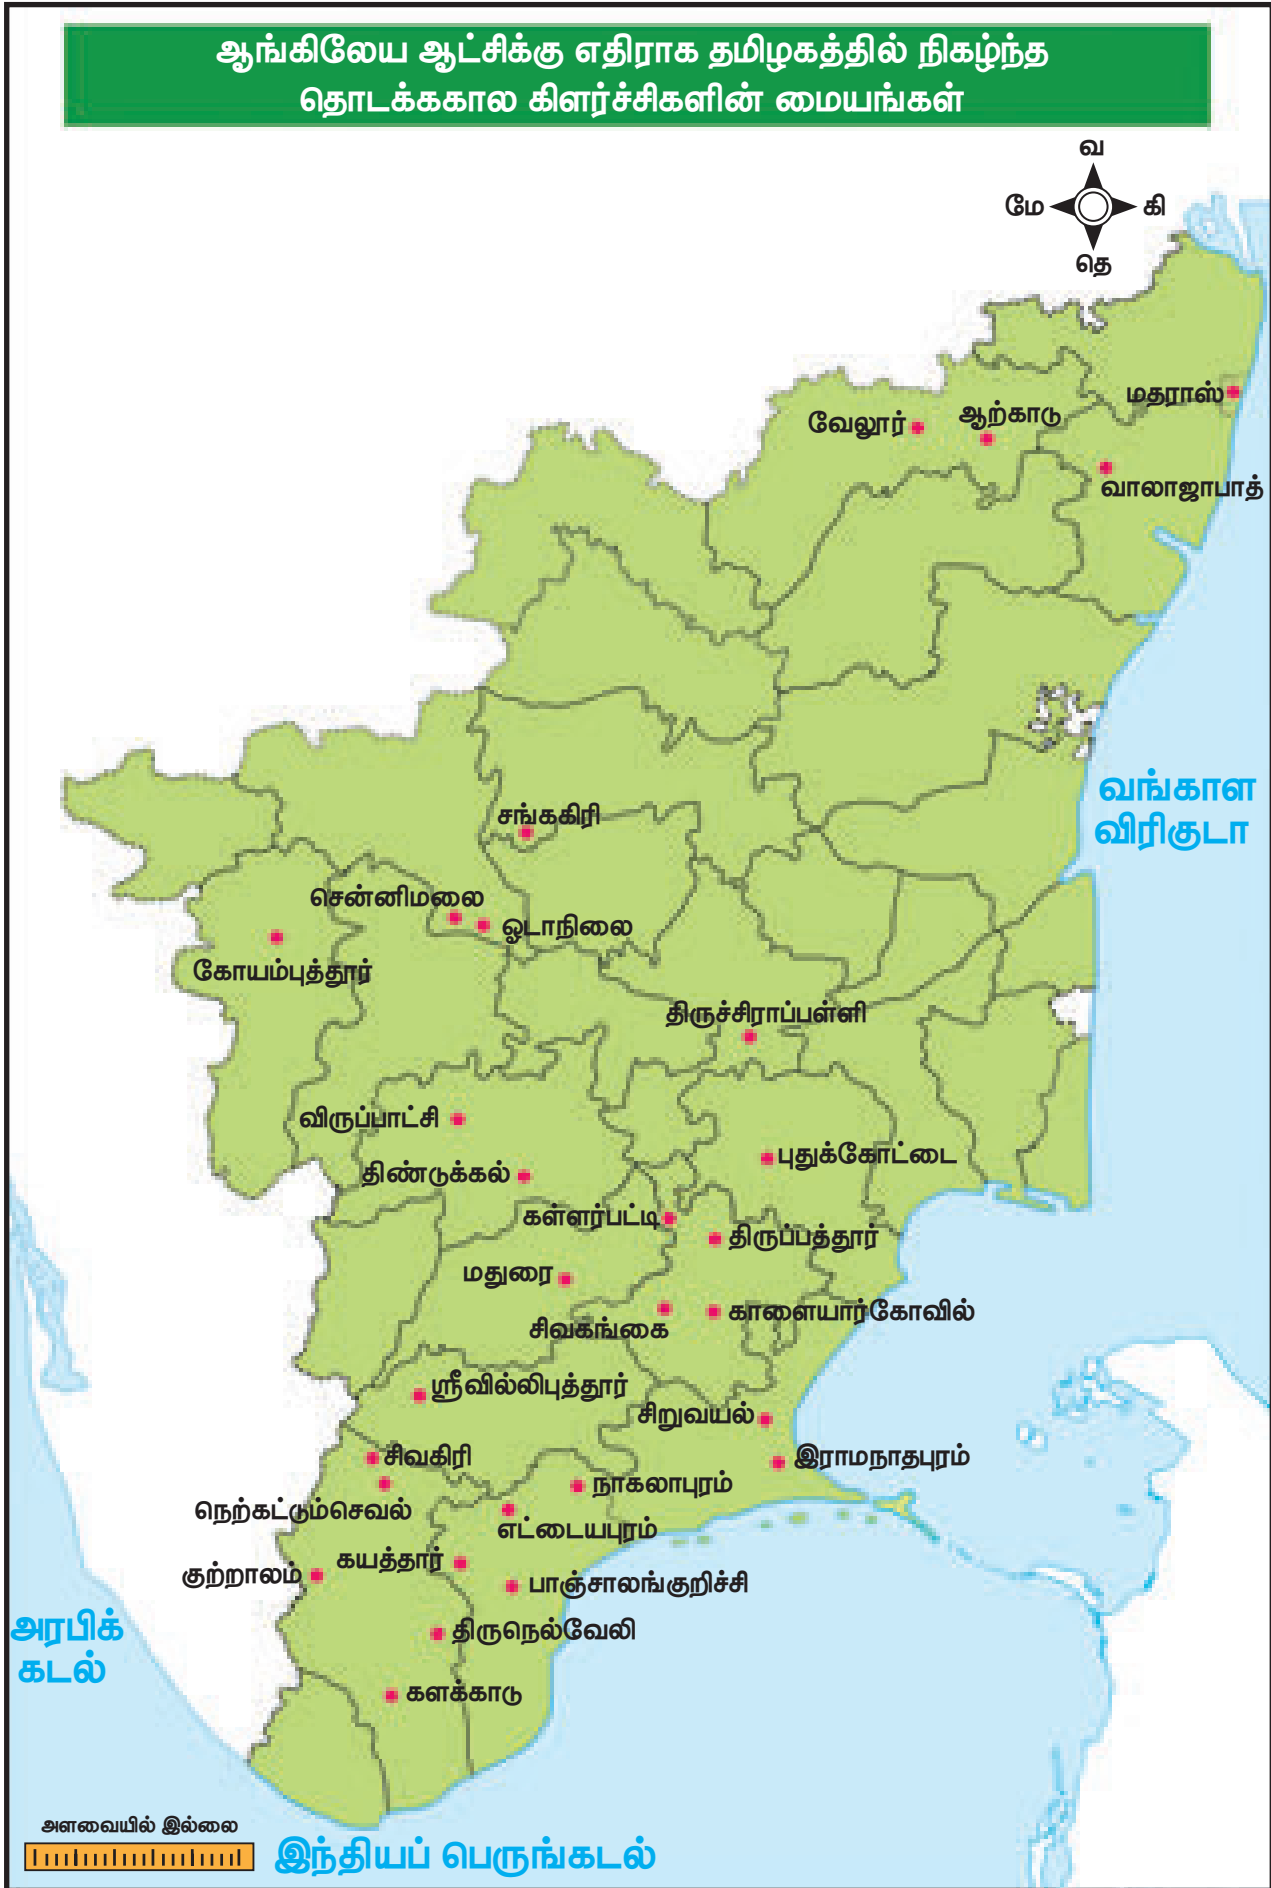 ஆங்கிலேய ஆட்சிக்கு எதிராக தமிழகத்தில் நிகழ்ந்த
தொடக்ககால கிளர்ச்சிகளின் மையங்கள்
வ
மே
கி
தெ
மதராஸ்
வேலூர்
ஆற்காடு
வாலாஜாபாத்
வங்காள
விரிகுடா
சங்ககிரி
சென்னிமலை
ஓடாநிலை
கோயம்புத்தூர்
திருச்சிராப்பள்ளி
விருப்பாட்சி
புதுக்கோட்டை
திண்டுக்கல்
கள்ளர்பட்டி
திருப்பத்தூர்
மதுரை
காளையார்கோவில்
சிவகங்கை
ஸ்ரீவில்லிபுத்தூர்
சிறுவயல்
சிவகிரி
இராமநாதபுரம்
நாகலாபுரம்
நெற்கட்டும்செவல்
எட்டையபுரம்
கயத்தார்
குற்றாலம்
பாஞ்சாலங்குறிச்சி
அரபிக்
கடல்
திருநெல்வேலி
களக்காடு
அளவையில் இல்லை
இந்தியப் பெருங்கடல்